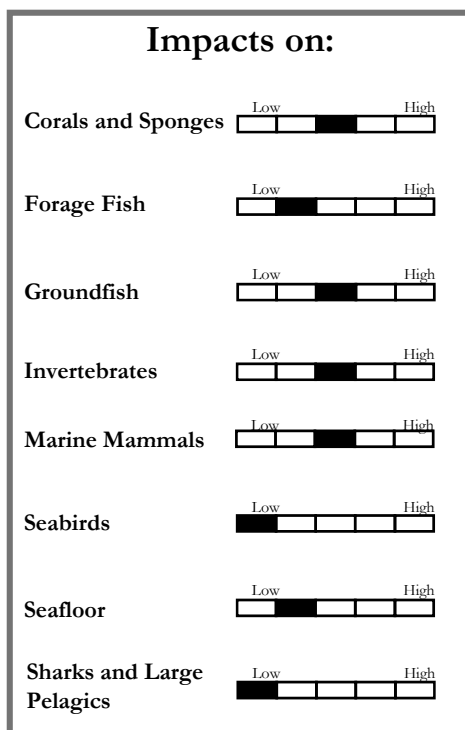 Impacts on:
Low High
Corals and Sponges
Low High
Forage Fish
Low High
Groundfish
Low High
Invertebrates
Low High
Marine Mammals
Low High
Seabirds
Low High
Seafloor
Low High
Sharks and Large
Pelagics